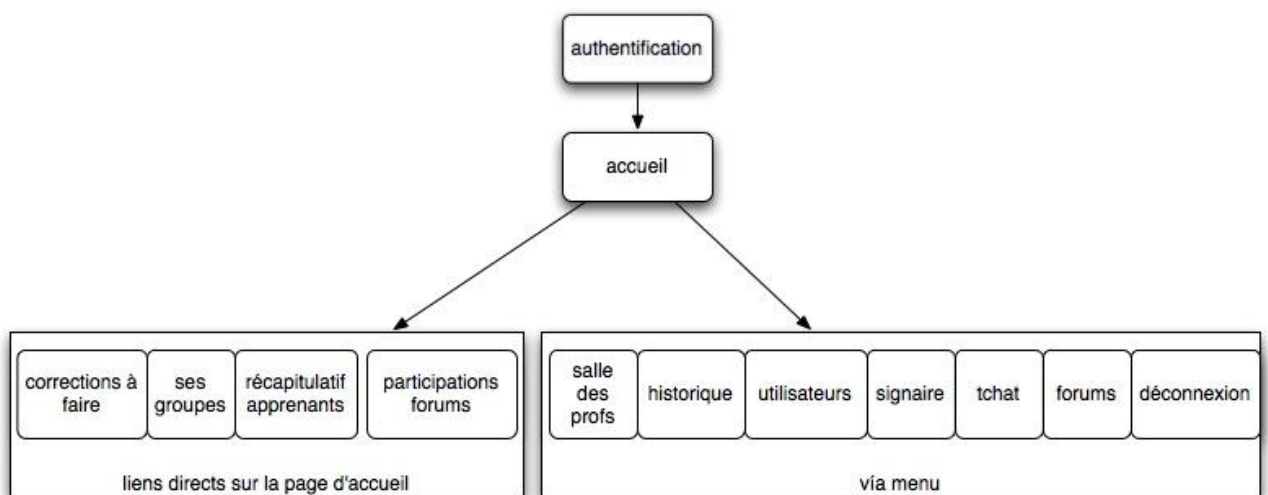 authentification
accueil
corrections à
faire
ses
groupes
récapitulatif
apprenants
participations
forums
salle
des
profs
historique
utilisateurs
signaire
tchat
forums
déconnexion
liens directs sur la page d'accueil
vía menu